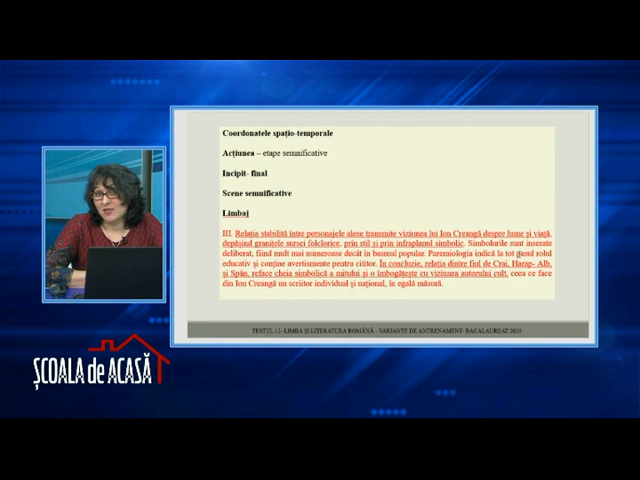 Coordonatele spațio-temporale
Acțiunea – etape semnificative
Incipit- final
Scene semnificative
Limbaj
III. Relația stabilită între personajele alese transmite viziunea lui Ion Creangă despre lume și viață,
depășind granițele sursei folclorice, prin stil și prin infraplanul simbolic. Simbolurile sunt inserate
deliberat, fiind mult mai numeroase decât în basmul popular. Paremiologia indică la tot pasul rolul
educativ și conține avertismente pentru cititor. În concluzie, relația dintre fiul de Crai, Harap- Alb,
și Spân, reface cheia simbolică a mitului și o îmbogățește cu viziunea autorului cult, ceea ce face
din Ion Creangă un scriitor individual și național, în egală măsură.
TESTUL 12- LIMBA ȘI LITERATURA ROMÂNĂ - VARIANTE DE ANTRENAMENT- BACALAUREAT 2020
ȘCOALA de ACASĂ